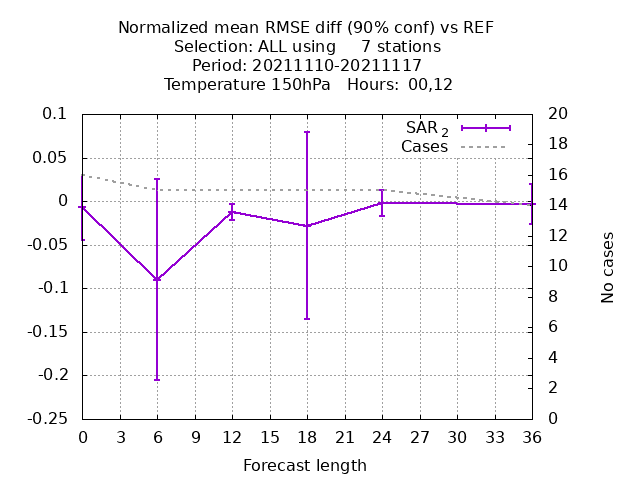 Normalized mean RMSE diff (90% conf) vs REF
Selection: ALL using 7 stations
Period: 20211110-20211117
Temperature 150hPa Hours: 00,12
SAR 2
Cases
0.1
0.05
0
-0.05
-0.1
-0.15
-0.2
-0.25
20
18
16
14
12
10
8
6
4
2
0
No cases
0 3 6 9 12 15 18 21 24 27 30 33 36
Forecast length